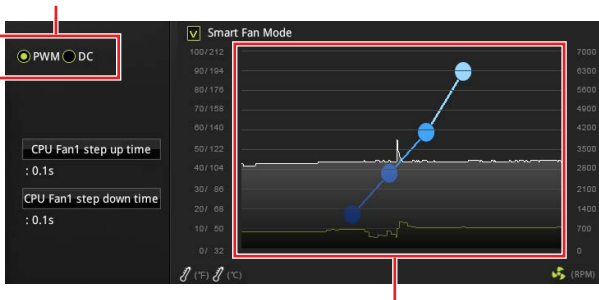 V Smart Fan Mode
PWM DC
100/212 7000
90/194 6300
80/176 5600
70/158 4900
60/140 4200
50/122 3500
40/104 2800
30/ 86 2100
20/ 68 1400
10/ 50 700
0/ 32 0
CPU Fan1 step up time
: 0.1s
CPU Fan1 step down time
: 0.1s
(°F) (°C) (RPM)